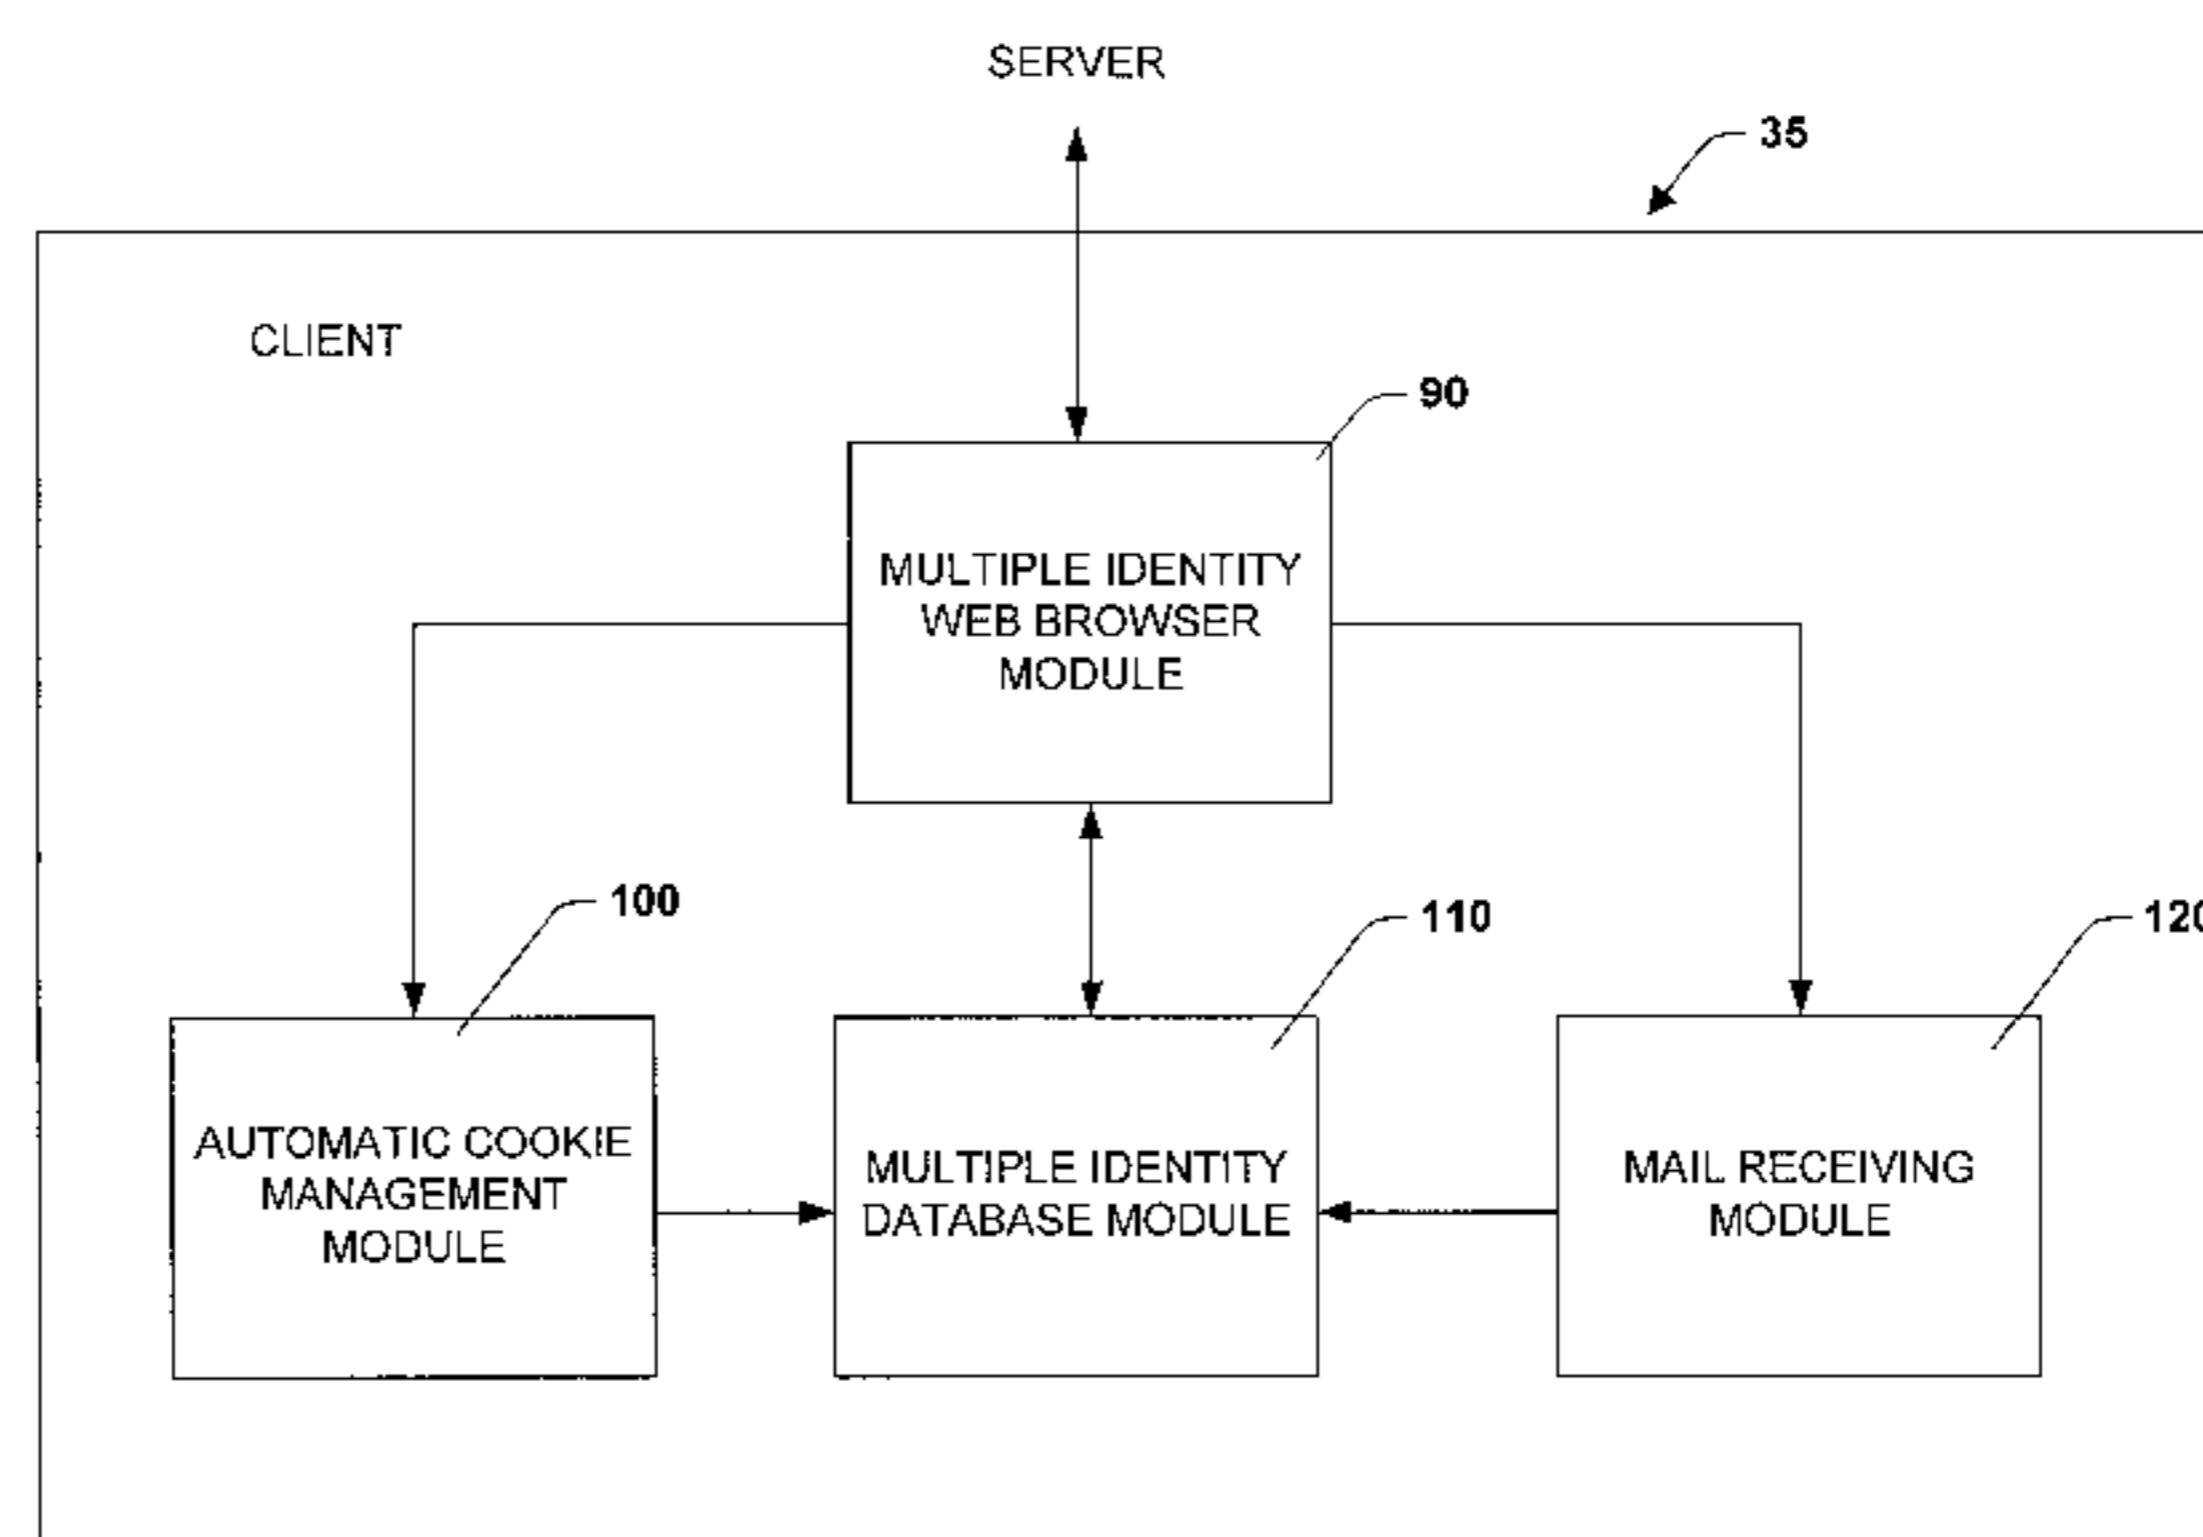 SERVER
35
CLIENT
90
MULTIPLE IDENTITY
WEB BROWSER
MODULE
100
110
120
AUTOMATIC COOKIE
MANAGEMENT
MODULE
MULTIPLE IDENTITY
DATABASE MODULE
MAIL RECEIVING
MODULE